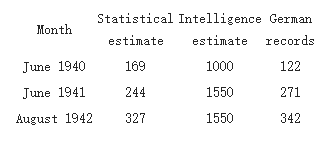 Month Statistical estimate Intelligence estimate German records
June 1940 169 1000 122
June 1941 244 1550 271
August 1942 327 1550 342